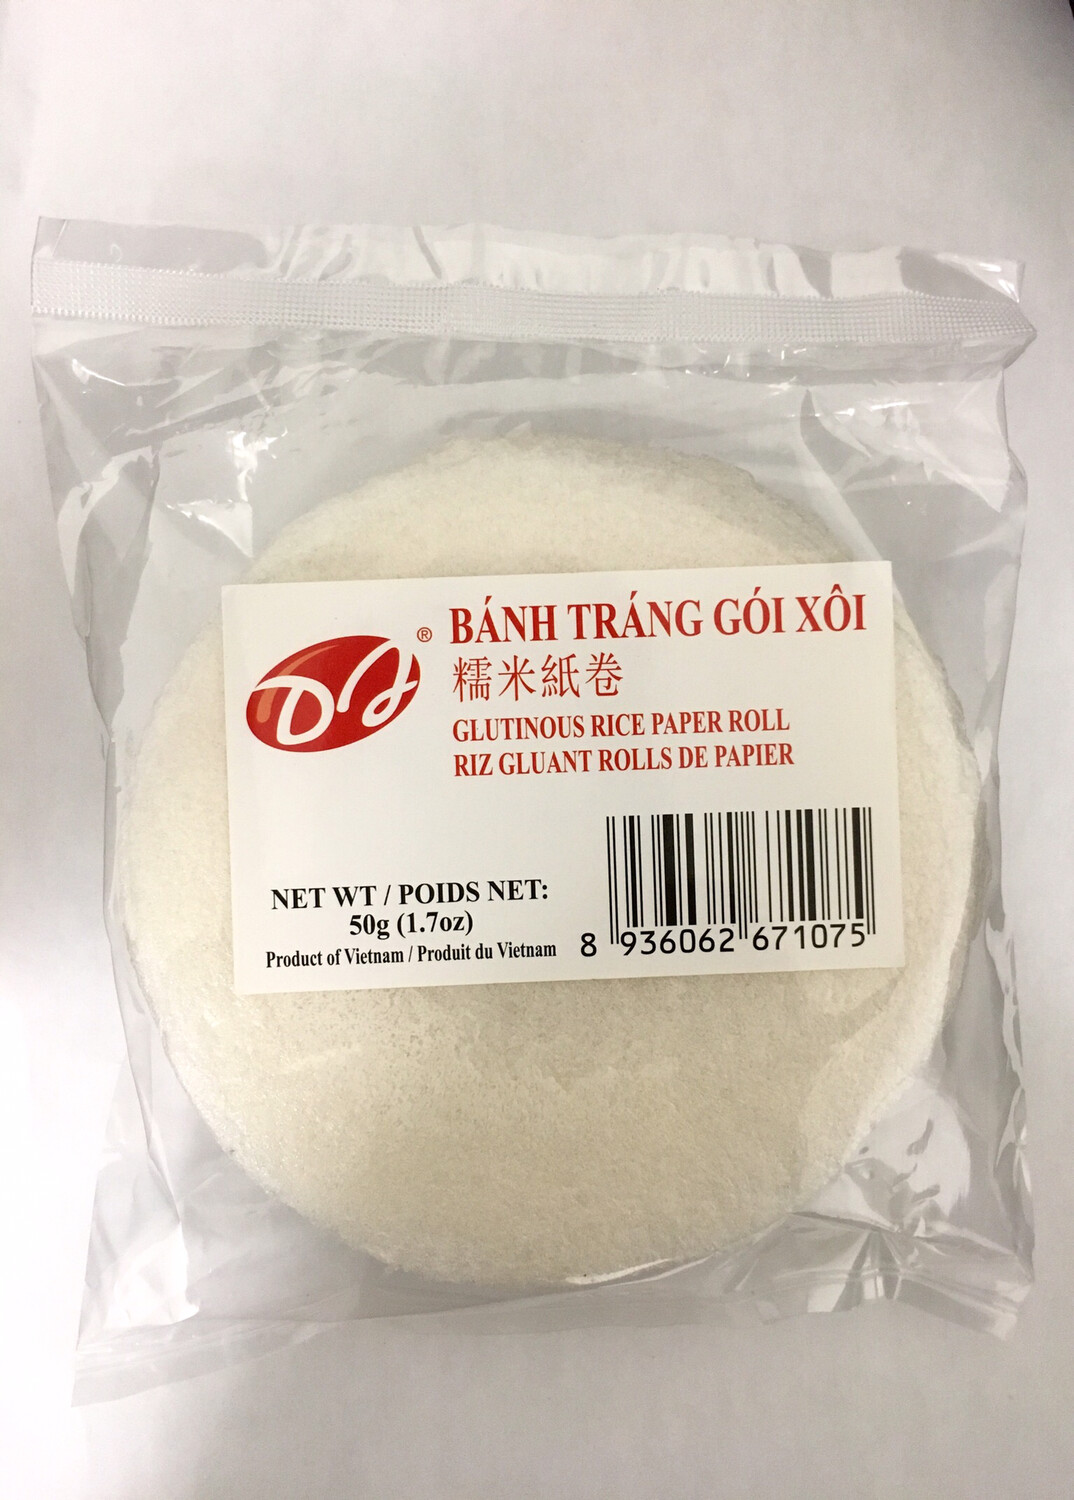 DJ®
BÁNH TRÁNG GÓI XÔI
糯米紙卷
GLUTINOUS RICE PAPER ROLL
RIZ GLUANT ROLLS DE PAPIER
NET WT / POIDS NET:
50g (1.7oz)
Product of Vietnam / Produit du Vietnam
8 936062 671075